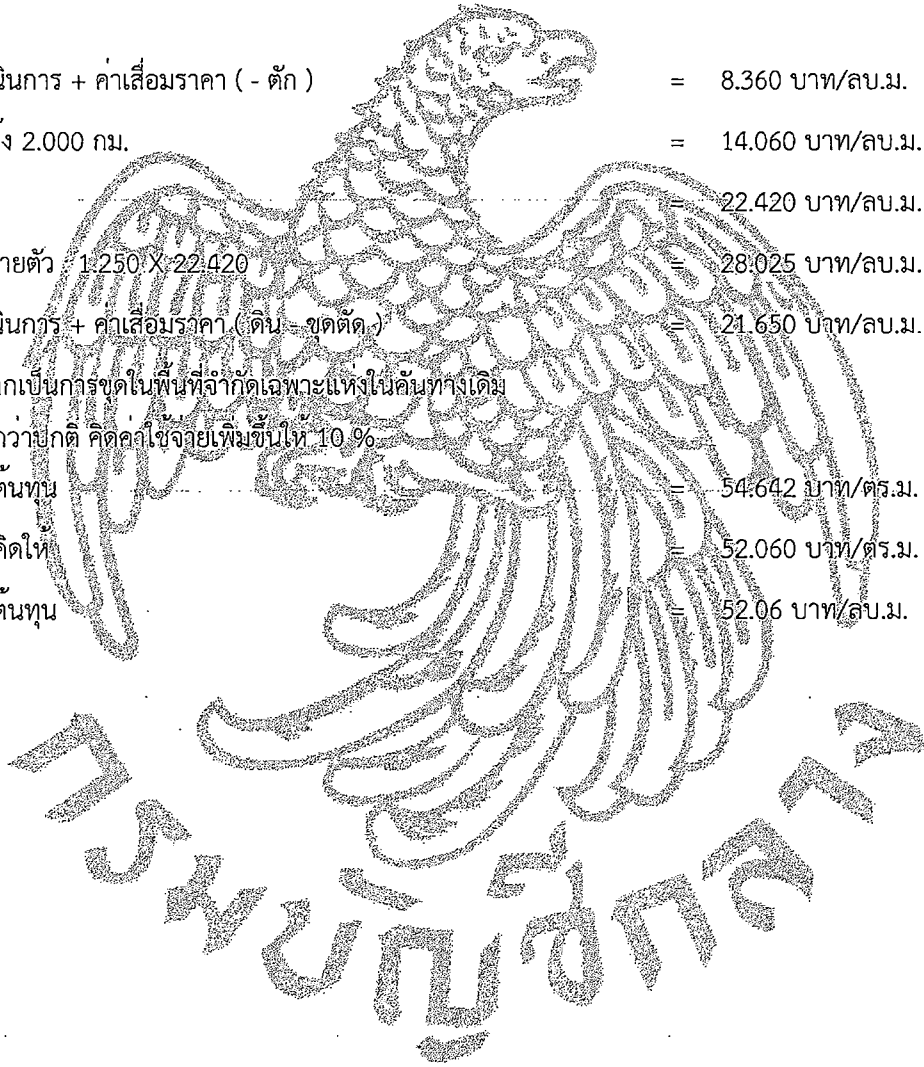 นินการ + ค่าเสื่อมราคา ( - ตัก ) = 8.360 บาท/ลบ.ม.
ง 2.000 กม. = 14.060 บาท/ลบ.ม.
= 22.420 บาท/ลบ.ม.
ายตัว 1.250 X 22.420 = 28.025 บาท/ลบ.ม.
นินการ + ค่าเสื่อมราคา ( ดิน - ขุดตัด ) = 21.650 บาท/ลบ.ม.
กเป็นการขุดในพื้นที่จำกัดเฉพาะแห่งในคันทางเดิม
กว่าปกติ คิดค่าใช้จ่ายเพิ่มขึ้นให้ 10 %
ต้นทุน = 54.642 บาท/ตร.ม.
คิดให้ = 52.060 บาท/ตร.ม.
ต้นทุน = 52.06 บาท/ลบ.ม.
กรมบัญชีกลาง